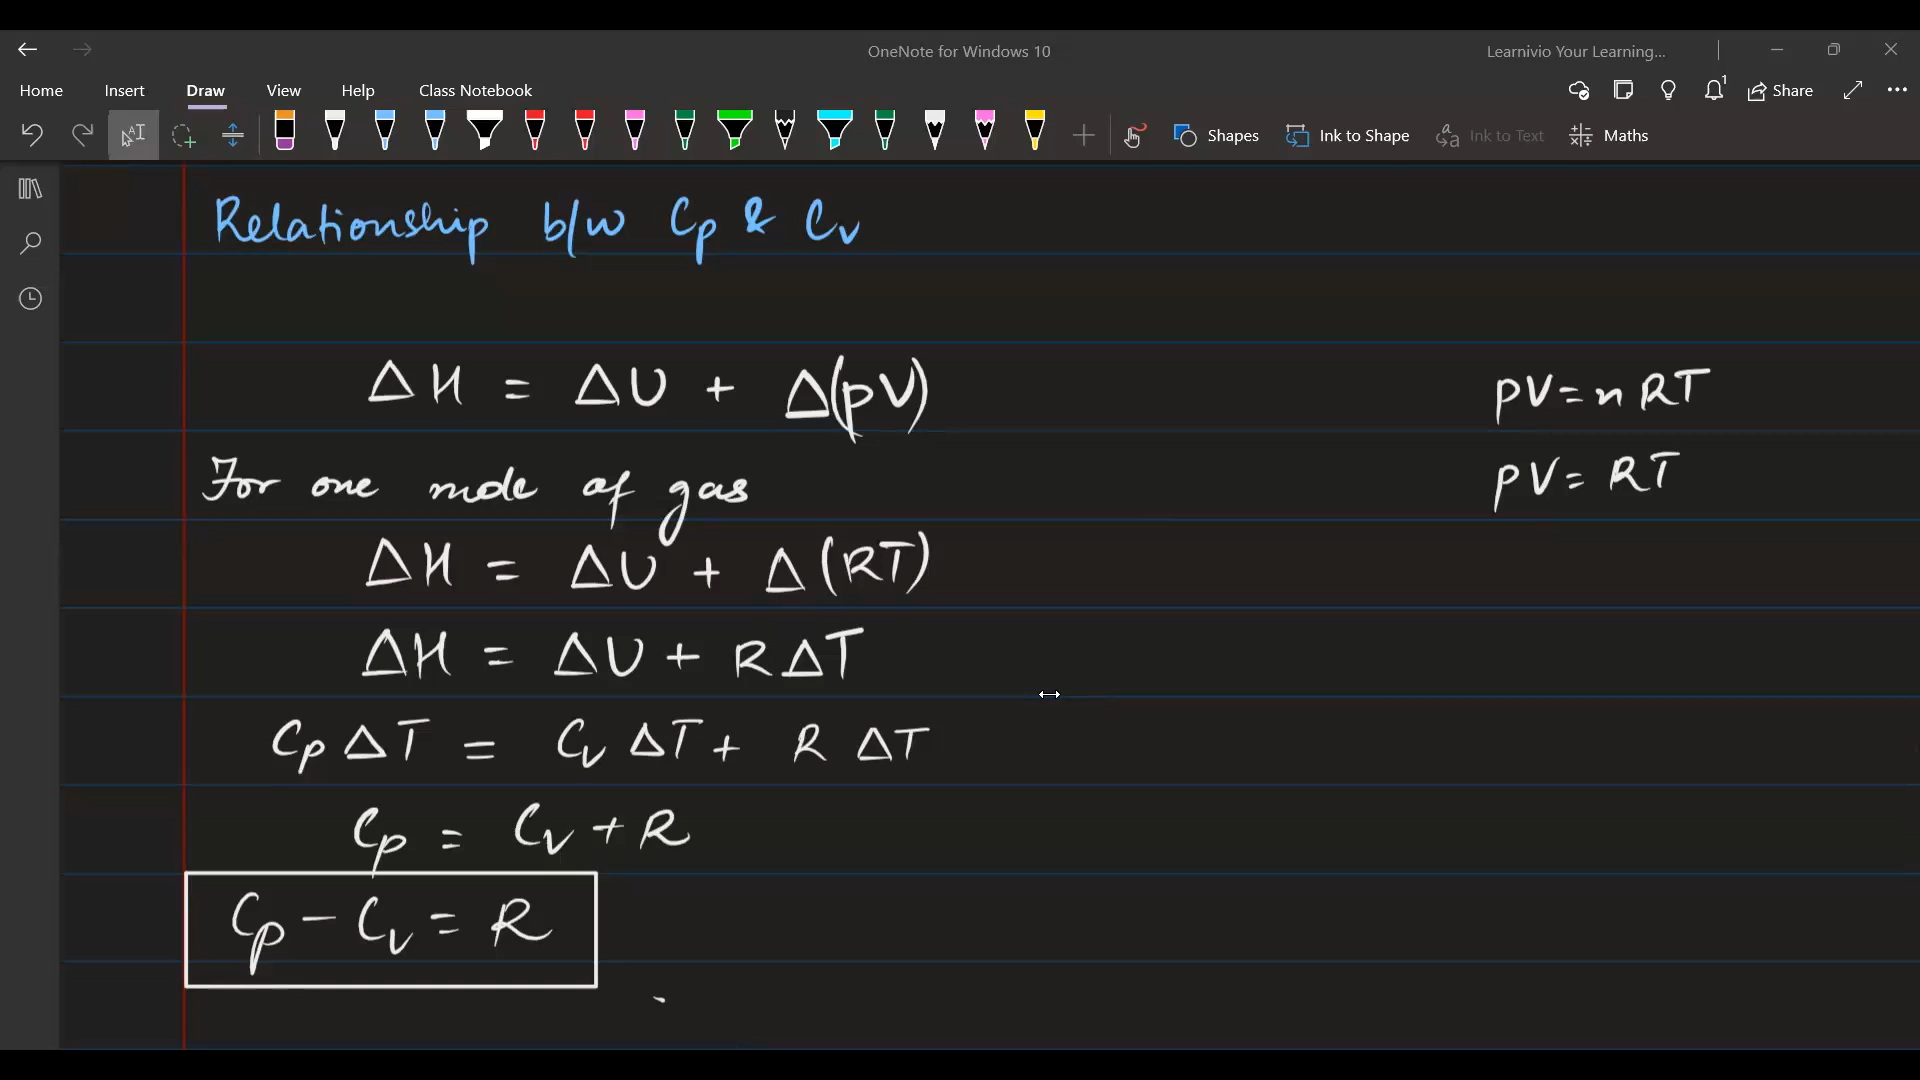 OneNote for Windows 10
Learnivio Your Learning...
Home Insert Draw View Help Class Notebook
1
Share
Shapes Ink to Shape Ink to Text Maths
Relationship b/w Cp & Cv
ΔH = ΔU + Δ(pV)
pV = nRT
For one mole of gas
pV = RT
ΔH = ΔU + Δ(RT)
ΔH = ΔU + RΔT
CpΔT = CvΔT + RΔT
Cp = Cv + R
Cp - Cv = R